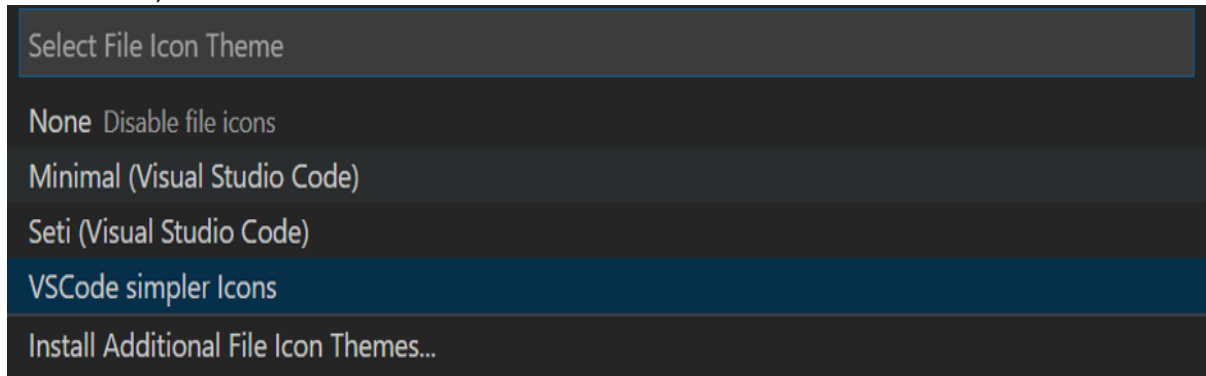 Select File Icon Theme
None Disable file icons
Minimal (Visual Studio Code)
Seti (Visual Studio Code)
VSCode simpler Icons
Install Additional File Icon Themes...